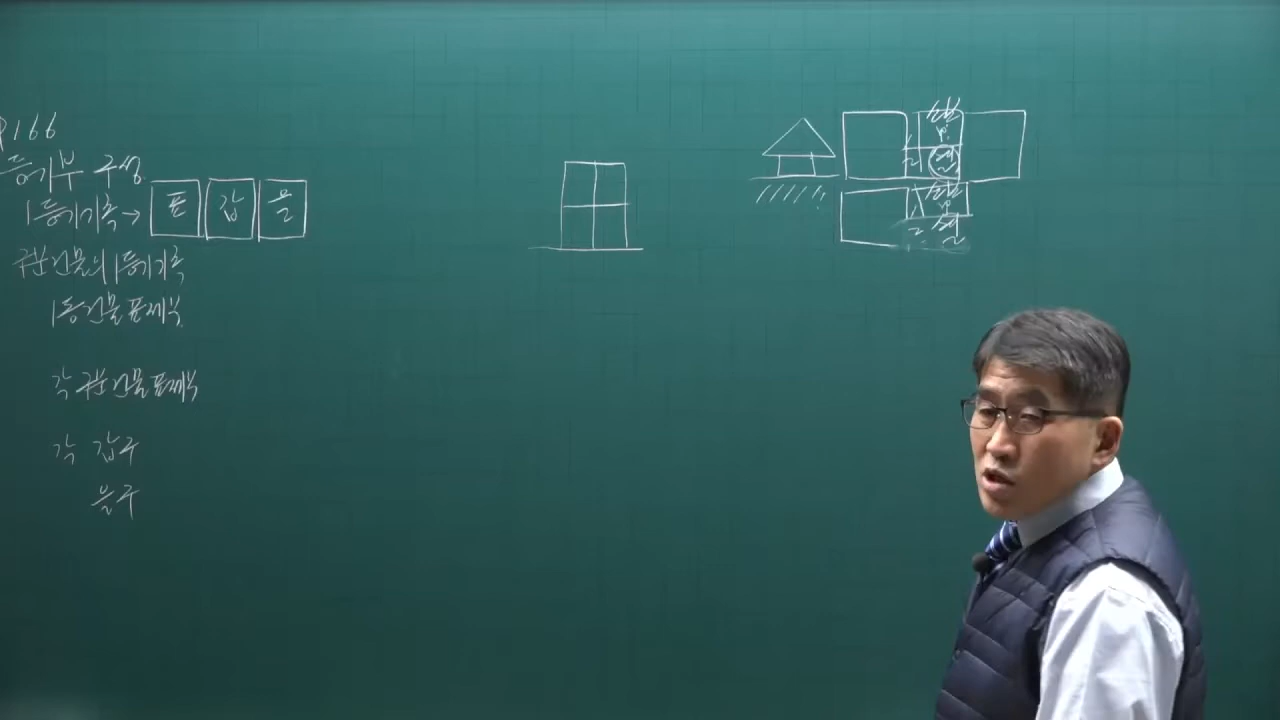 P166
등기부 구성
1등기기록→ 표 갑 을
구분건물의 1등기기록
1동건물 표제부
각 구분건물 표제부
각 갑구
을구